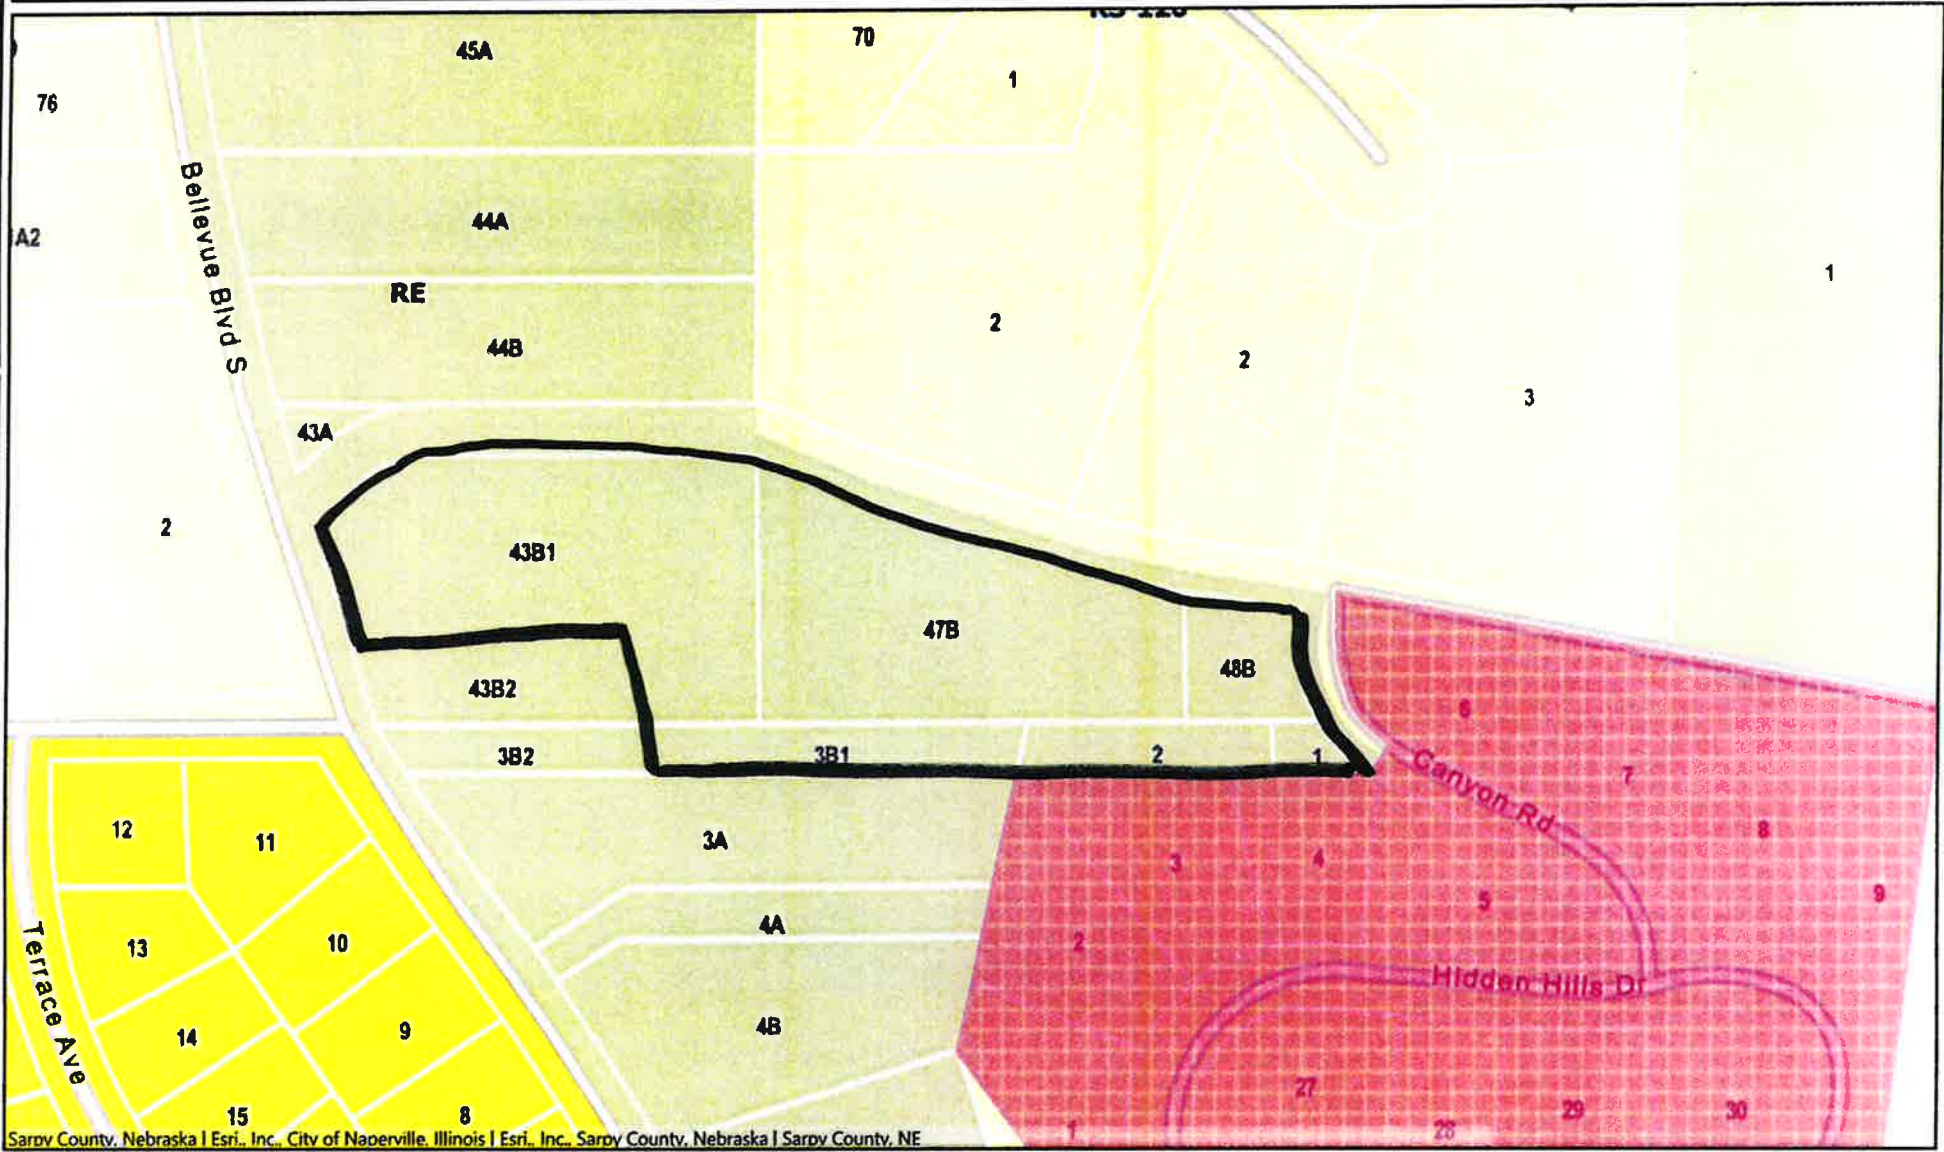 RS-120
45A
70
1
76
44A
A2
Bellevue Blvd S
RE
1
44B
2
2
3
43A
2
43B1
47B
48B
43B2
6
3B2
3B1
2
1
Canyon Rd
7
12
11
3A
3
4
8
5
9
13
10
4A
2
Terrace Ave
Hidden Hills Dr
14
9
4B
15
8
27
28
29
30
1
Sarpy County, Nebraska | Esri., Inc., City of Naperville, Illinois | Esri., Inc., Sarpy County, Nebraska | Sarpy County, NE